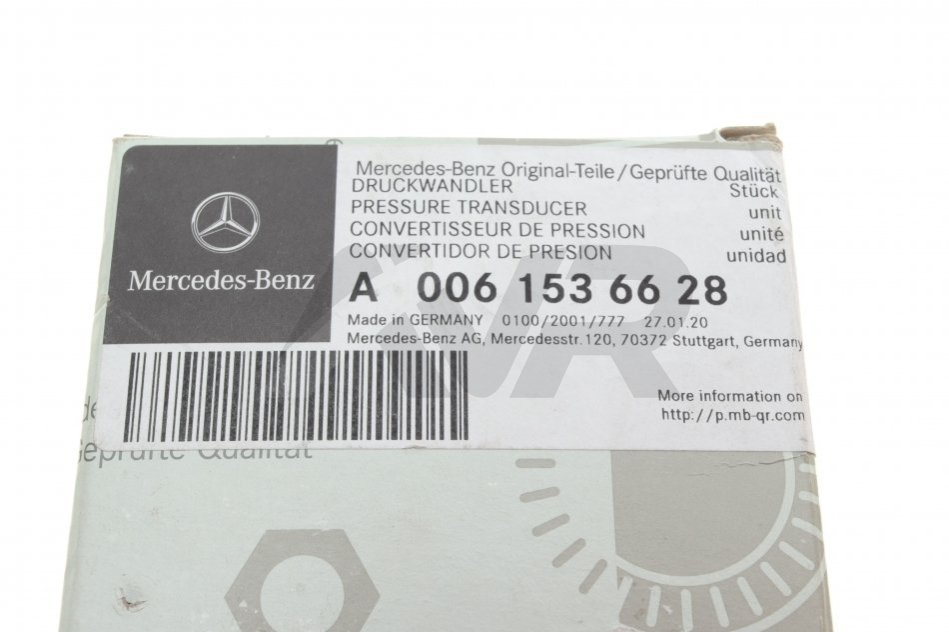 Mercedes-Benz
Mercedes-Benz Original-Teile/Geprüfte Qualität
DRUCKWANDLER Stück
PRESSURE TRANSDUCER unit
CONVERTISSEUR DE PRESSION unité
CONVERTIDOR DE PRESION unidad
A 006 153 66 28
Made in GERMANY 0100/2001/777 27.01.20
Mercedes-Benz AG, Mercedesstr.120, 70372 Stuttgart, Germany
More information on
http://p.mb-qr.com
Geprüfte Qualität